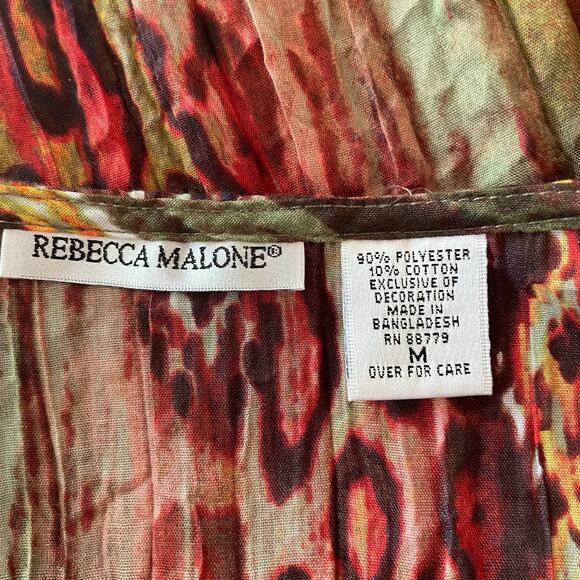 REBECCA MALONE®
90% POLYESTER
10% COTTON
EXCLUSIVE OF
DECORATION
MADE IN
BANGLADESH
RN 88779
M
OVER FOR CARE